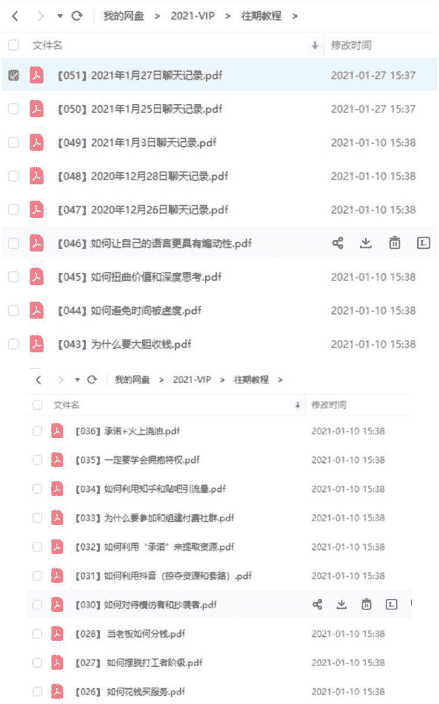 我的网盘 > 2021-VIP > 往期教程 >
文件名 修改时间
【051】2021年1月27日聊天记录.pdf 2021-01-27 15:37
【050】2021年1月25日聊天记录.pdf 2021-01-27 15:37
【049】2021年1月3日聊天记录.pdf 2021-01-10 15:38
【048】2020年12月28日聊天记录.pdf 2021-01-10 15:38
【047】2020年12月26日聊天记录.pdf 2021-01-10 15:38
【046】如何让自己的语言更具有煽动性.pdf
【045】如何扭曲价值和深度思考.pdf 2021-01-10 15:38
【044】如何避免时间被虚度.pdf 2021-01-10 15:38
【043】为什么要大胆收钱.pdf 2021-01-10 15:38
我的网盘 > 2021-VIP > 往期教程 >
文件名 修改时间
【036】承诺+火上浇油.pdf 2021-01-10 15:38
【035】一定要学会拥抱特权.pdf 2021-01-10 15:38
【034】如何利用知乎和贴吧引流量.pdf 2021-01-10 15:38
【033】为什么要参加和组建付费社群.pdf 2021-01-10 15:38
【032】如何利用“承诺”来提取资源.pdf 2021-01-10 15:38
【031】如何利用抖音（掠夺资源和套路）.pdf 2021-01-10 15:38
【030】如何对待模仿者和抄袭者.pdf
【028】 当老板如何分钱.pdf 2021-01-10 15:38
【027】 如何摆脱打工者阶级.pdf 2021-01-10 15:38
【026】 如何花钱买服务.pdf 2021-01-10 15:38